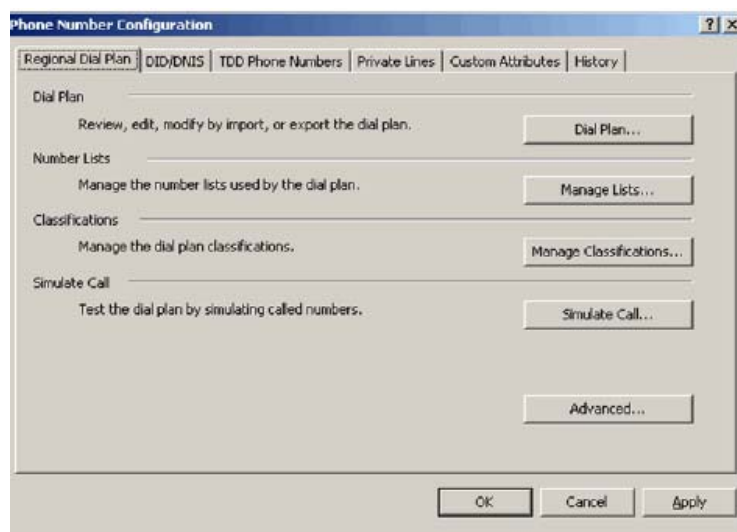 Phone Number Configuration
Regional Dial Plan DID/DNIS TDD Phone Numbers Private Lines Custom Attributes History
Dial Plan
Review, edit, modify by import, or export the dial plan.
Dial Plan...
Number Lists
Manage the number lists used by the dial plan.
Manage Lists...
Classifications
Manage the dial plan classifications.
Manage Classifications...
Simulate Call
Test the dial plan by simulating called numbers.
Simulate Call...
Advanced...
OK Cancel Apply